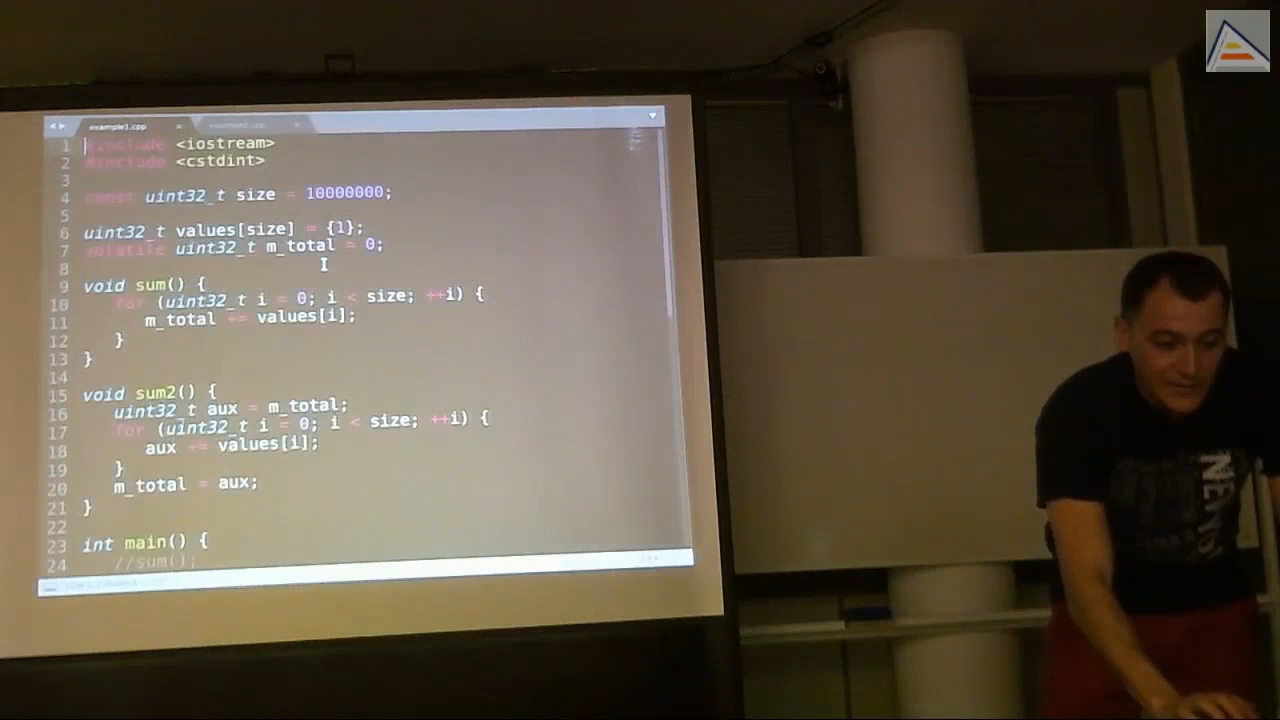 example1.cpp
1 #include <iostream>
2 #include <cstdint>
3
4 const uint32_t size = 10000000;
5
6 uint32_t values[size] = {1};
7 volatile uint32_t m_total = 0;
8
9 void sum() {
10 for (uint32_t i = 0; i < size; ++i) {
11 m_total += values[i];
12 }
13 }
14
15 void sum2() {
16 uint32_t aux = m_total;
17 for (uint32_t i = 0; i < size; ++i) {
18 aux += values[i];
19 }
20 m_total = aux;
21 }
22
23 int main() {
24 //sum();